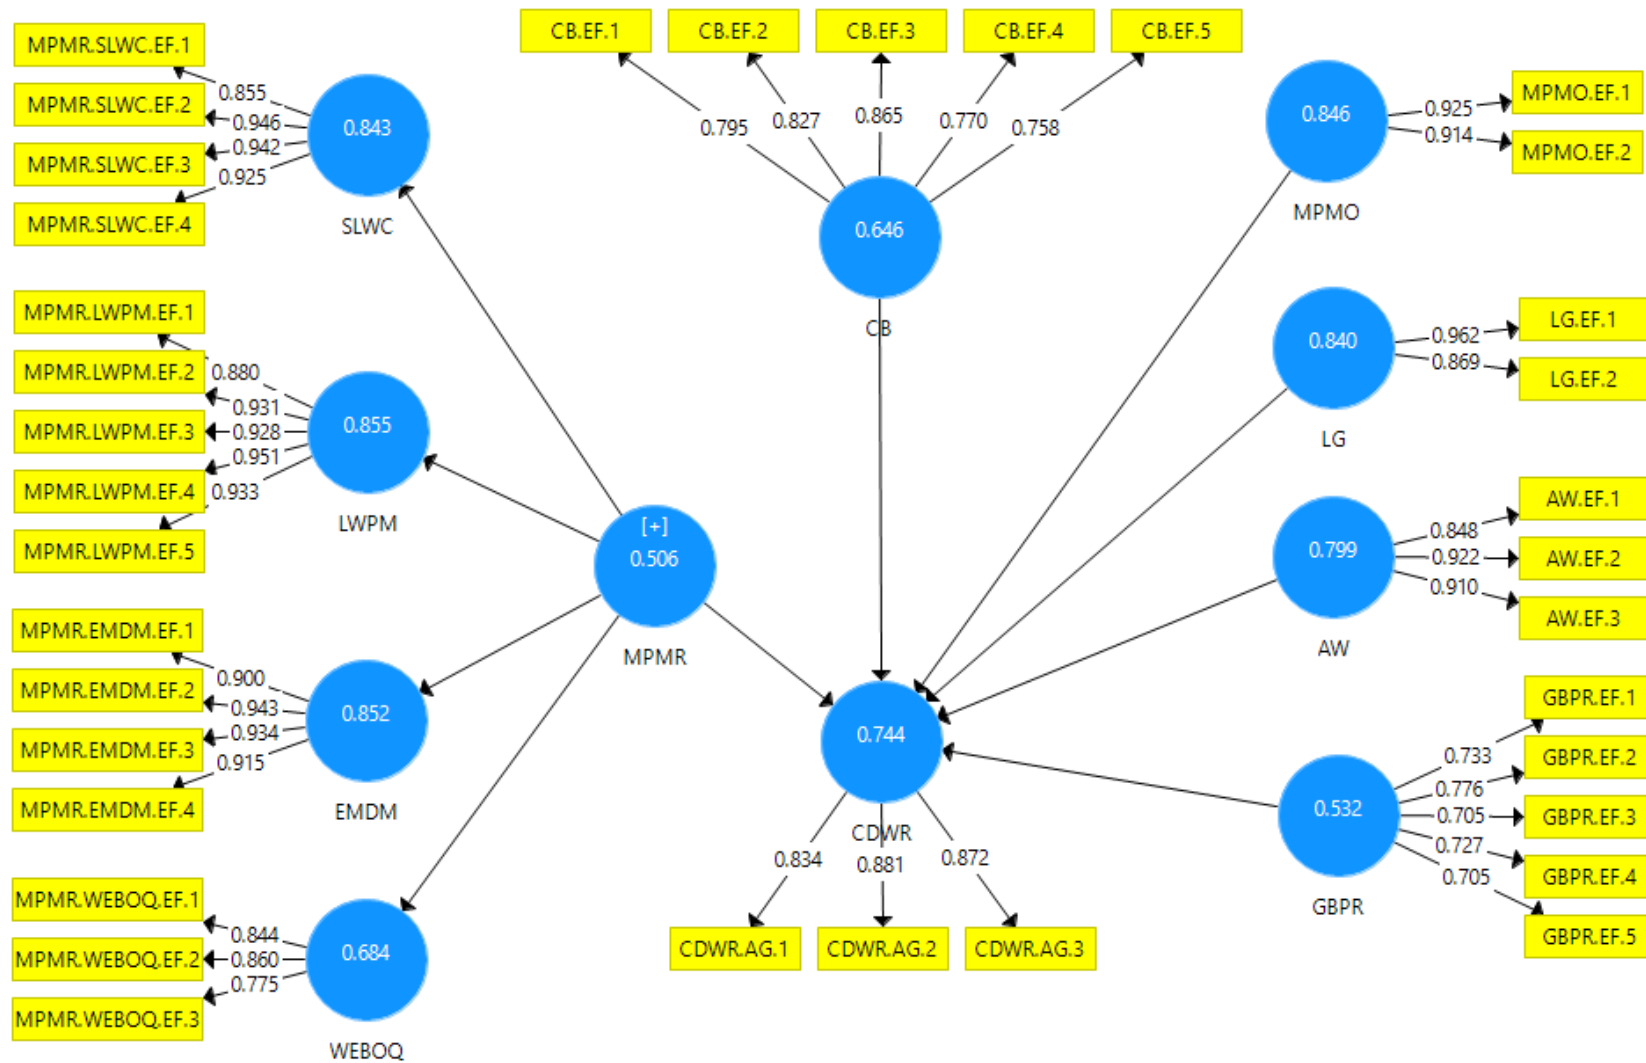 MPMR.SLWC.EF.1
MPMR.SLWC.EF.2
MPMR.SLWC.EF.3
MPMR.SLWC.EF.4
0.855
0.946
0.942
0.925
0.843
SLWC
MPMR.LWPM.EF.1
MPMR.LWPM.EF.2
MPMR.LWPM.EF.3
MPMR.LWPM.EF.4
MPMR.LWPM.EF.5
0.880
0.931
0.928
0.951
0.933
0.855
LWPM
MPMR.EMDM.EF.1
MPMR.EMDM.EF.2
MPMR.EMDM.EF.3
MPMR.EMDM.EF.4
0.900
0.943
0.934
0.915
0.852
EMDM
MPMR.WEBOQ.EF.1
MPMR.WEBOQ.EF.2
MPMR.WEBOQ.EF.3
0.844
0.860
0.775
0.684
WEBOQ
[+]
0.506
MPMR
CB.EF.1
CB.EF.2
CB.EF.3
CB.EF.4
CB.EF.5
0.795
0.827
0.865
0.770
0.758
0.646
CB
0.744
CDWR
0.834
0.881
0.872
CDWR.AG.1
CDWR.AG.2
CDWR.AG.3
0.846
MPMO
0.925
0.914
MPMO.EF.1
MPMO.EF.2
0.840
LG
0.962
0.869
LG.EF.1
LG.EF.2
0.799
AW
0.848
0.922
0.910
AW.EF.1
AW.EF.2
AW.EF.3
0.532
GBPR
0.733
0.776
0.705
0.727
0.705
GBPR.EF.1
GBPR.EF.2
GBPR.EF.3
GBPR.EF.4
GBPR.EF.5